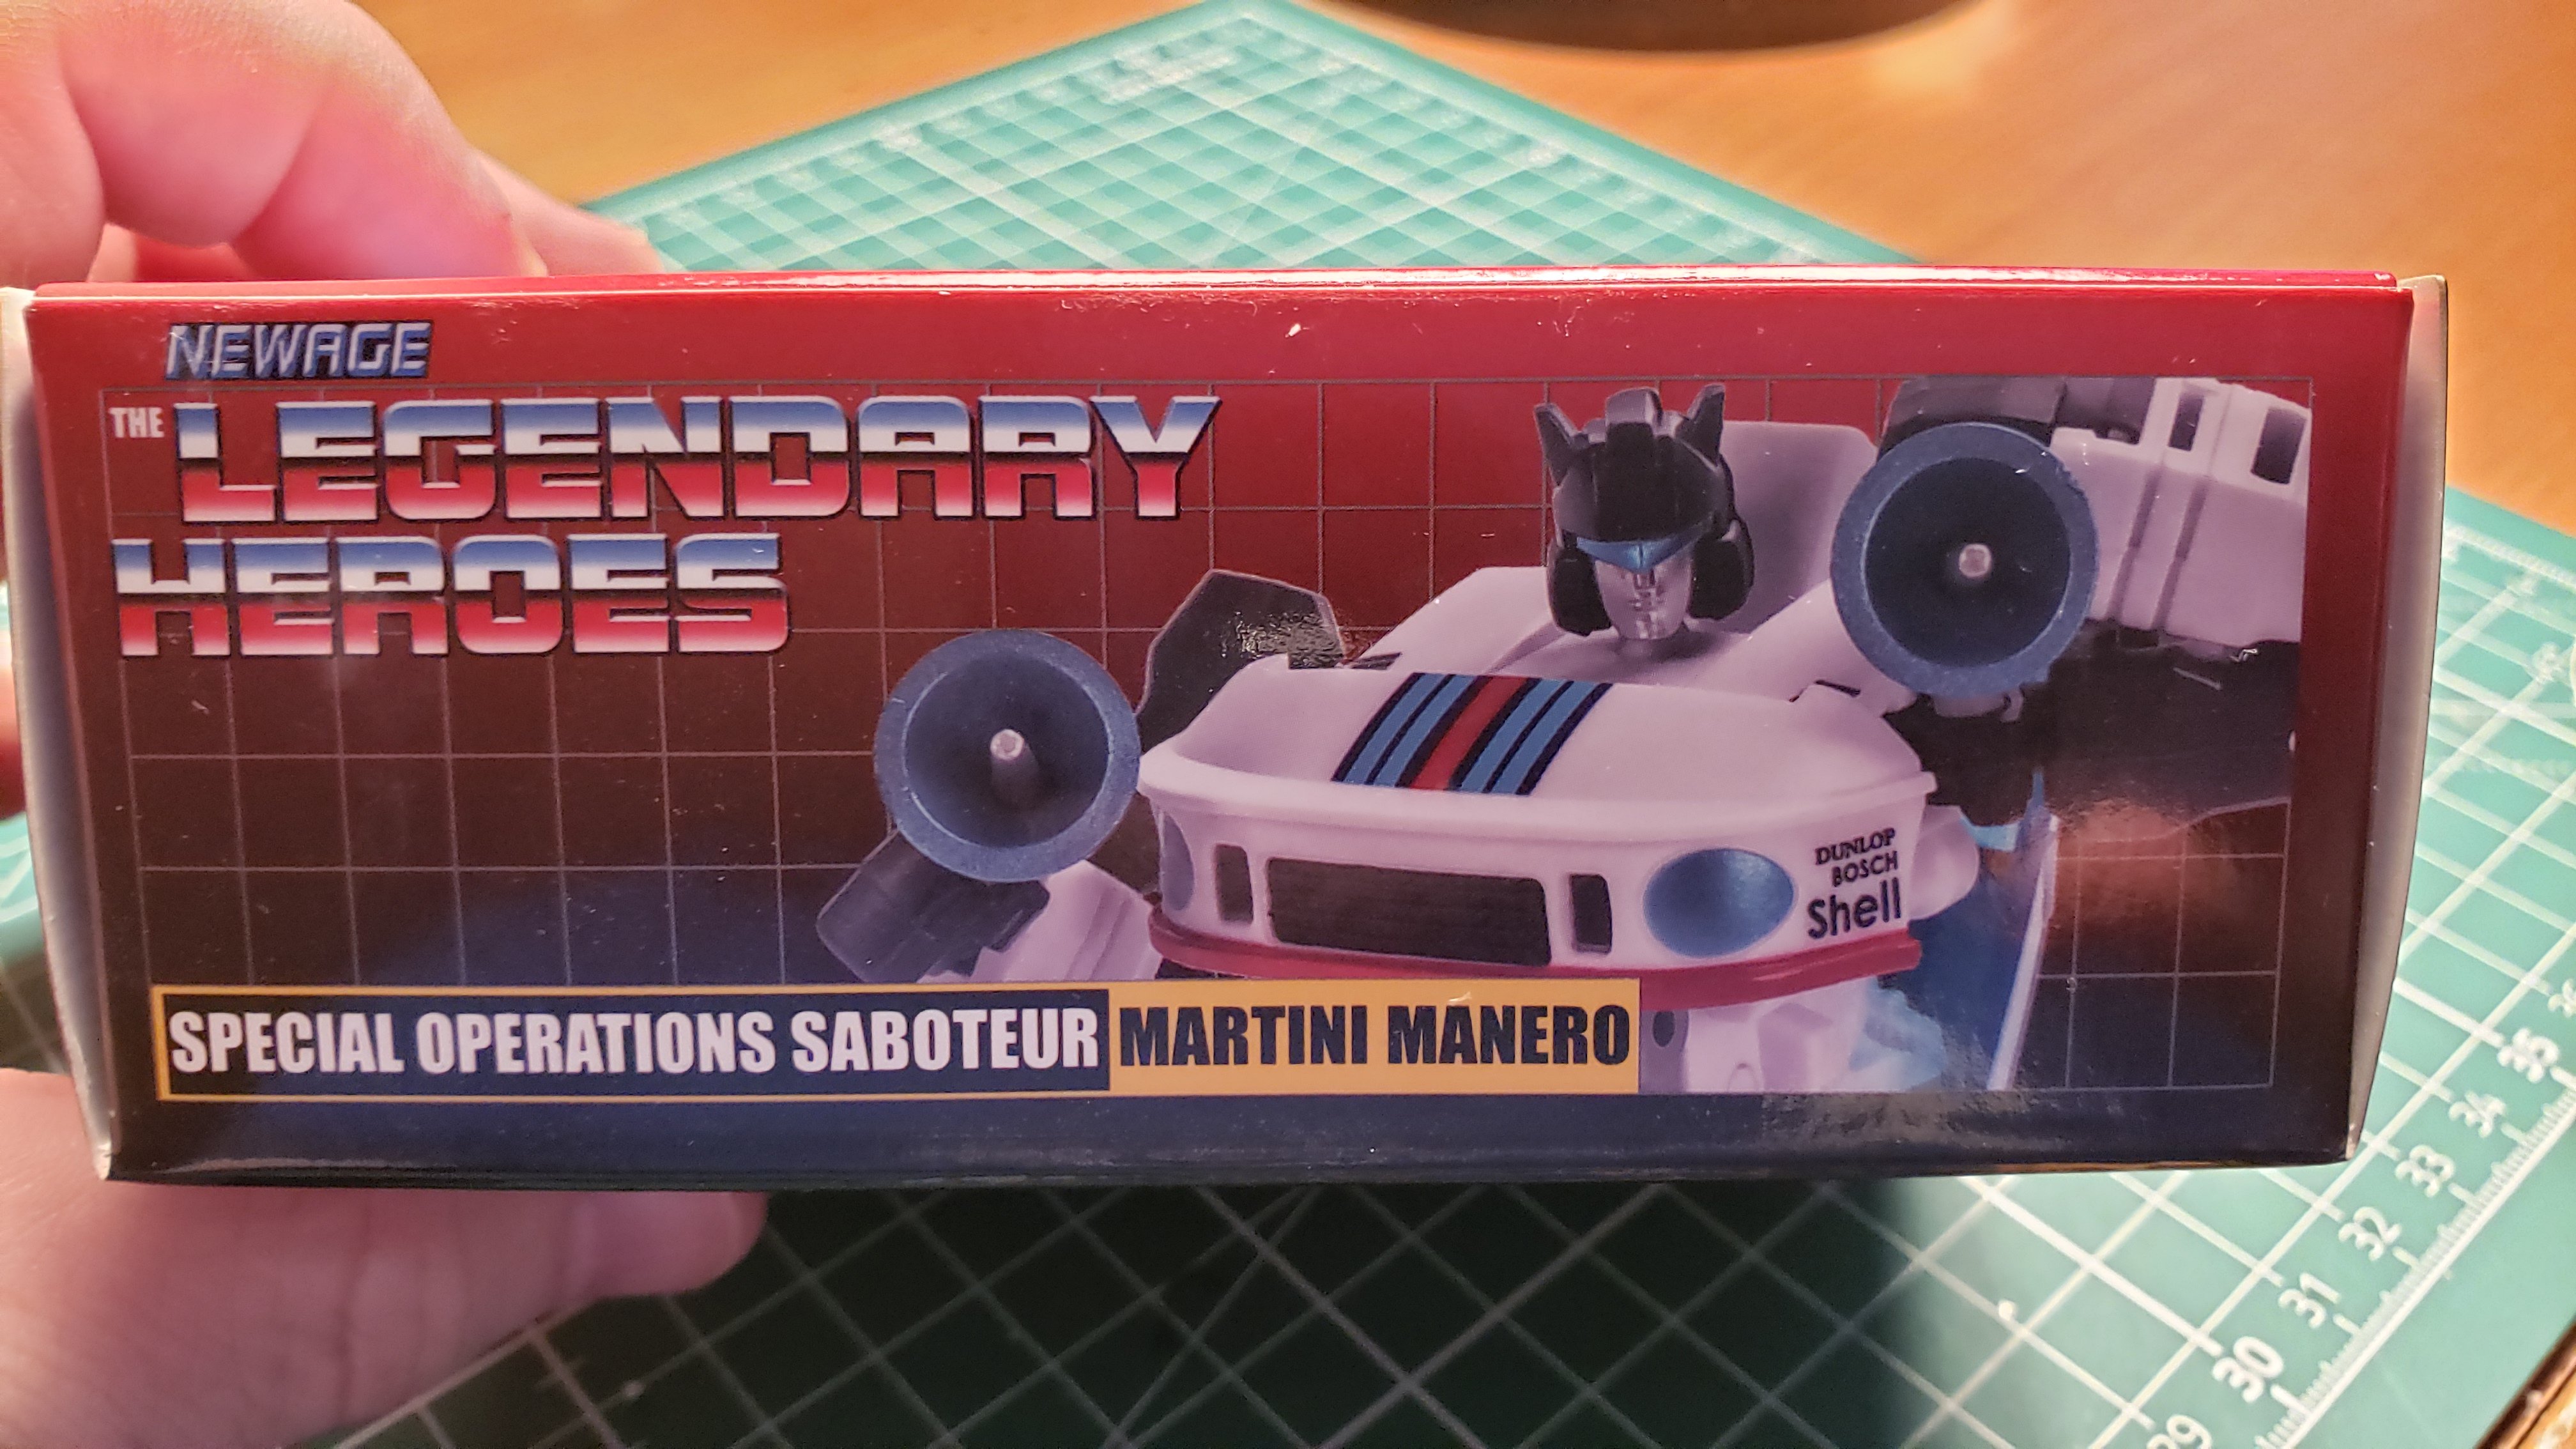 NEWAGE
THE LEGENDARY
HEROES
DUNLOP
BOSCH
Shell
SPECIAL OPERATIONS SABOTEUR MARTINI MANERO
35
34
33
32
31
30
29